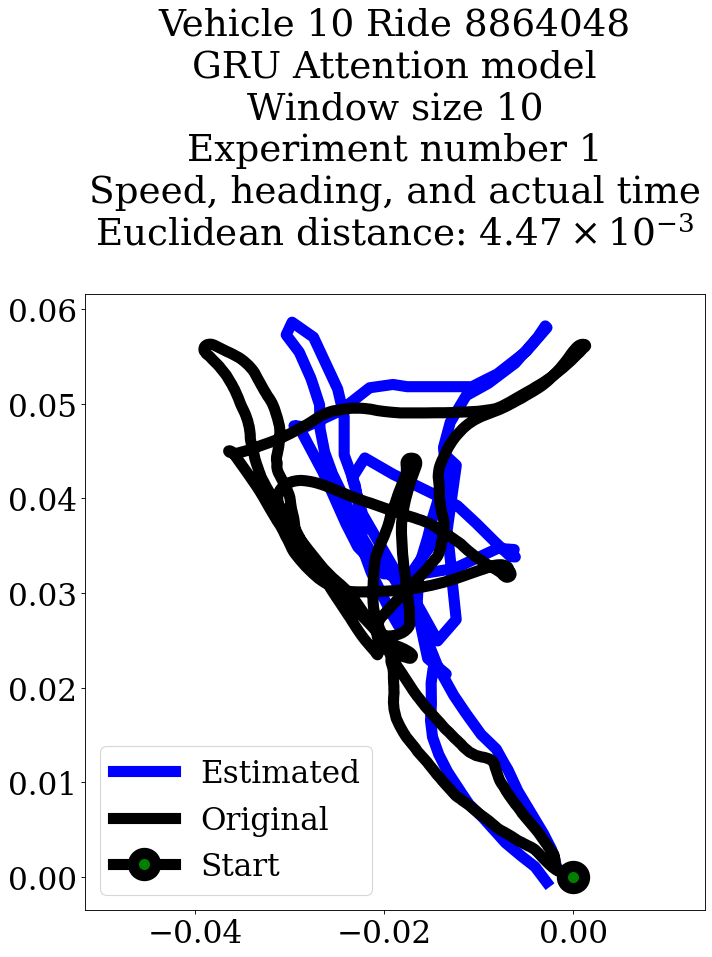 Vehicle 10 Ride 8864048
GRU Attention model
Window size 10
Experiment number 1
Speed, heading, and actual time
Euclidean distance: 4.47 × 10⁻³
0.06
0.05
0.04
0.03
0.02
0.01
0.00
Estimated
Original
Start
−0.04
−0.02
0.00